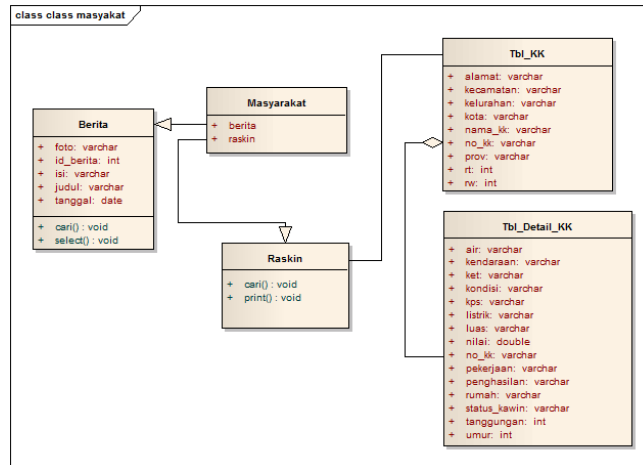 class class masyakat
Berita
+ foto: varchar
+ id_berita: int
+ isi: varchar
+ judul: varchar
+ tanggal: date
+ cari() : void
+ select() : void
Masyarakat
+ berita
+ raskin
Raskin
+ cari() : void
+ print() : void
Tbl_KK
+ alamat: varchar
+ kecamatan: varchar
+ kelurahan: varchar
+ kota: varchar
+ nama_kk: varchar
+ no_kk: varchar
+ prov: varchar
+ rt: int
+ rw: int
Tbl_Detail_KK
+ air: varchar
+ kendaraan: varchar
+ ket: varchar
+ kondisi: varchar
+ kps: varchar
+ listrik: varchar
+ luas: varchar
+ nilai: double
+ no_kk: varchar
+ pekerjaan: varchar
+ penghasilan: varchar
+ rumah: varchar
+ status_kawin: varchar
+ tanggungan: int
+ umur: int